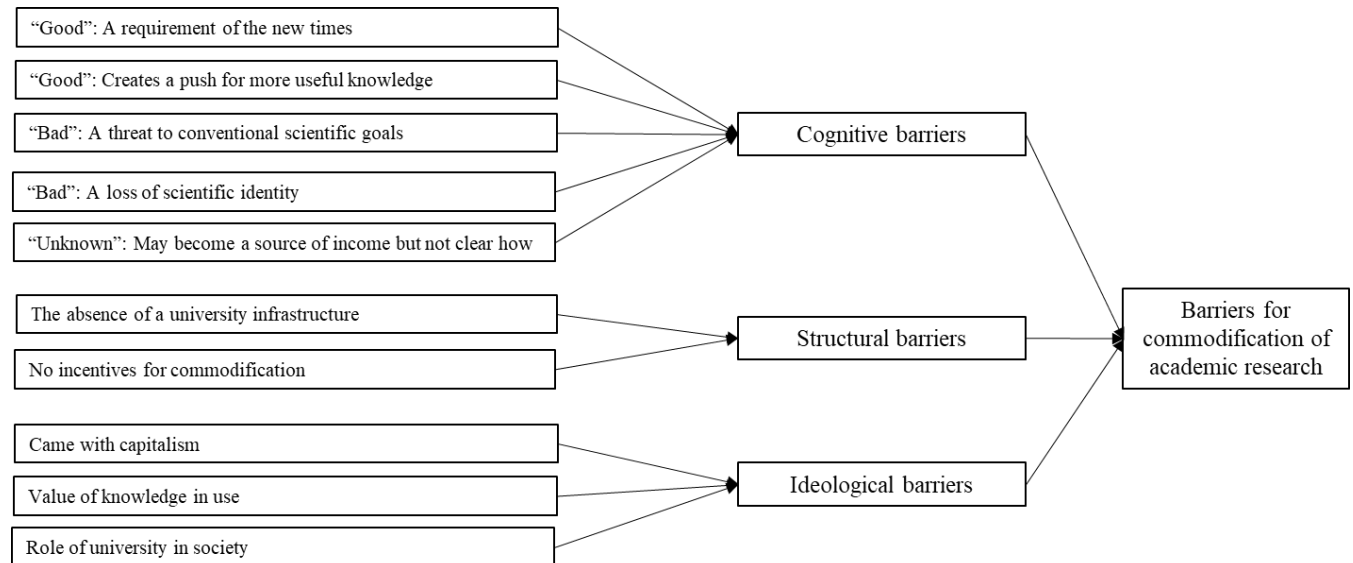 “Good”: A requirement of the new times
“Good”: Creates a push for more useful knowledge
“Bad”: A threat to conventional scientific goals
“Bad”: A loss of scientific identity
“Unknown”: May become a source of income but not clear how
The absence of a university infrastructure
No incentives for commodification
Came with capitalism
Value of knowledge in use
Role of university in society
Cognitive barriers
Structural barriers
Ideological barriers
Barriers for
commodification of
academic research